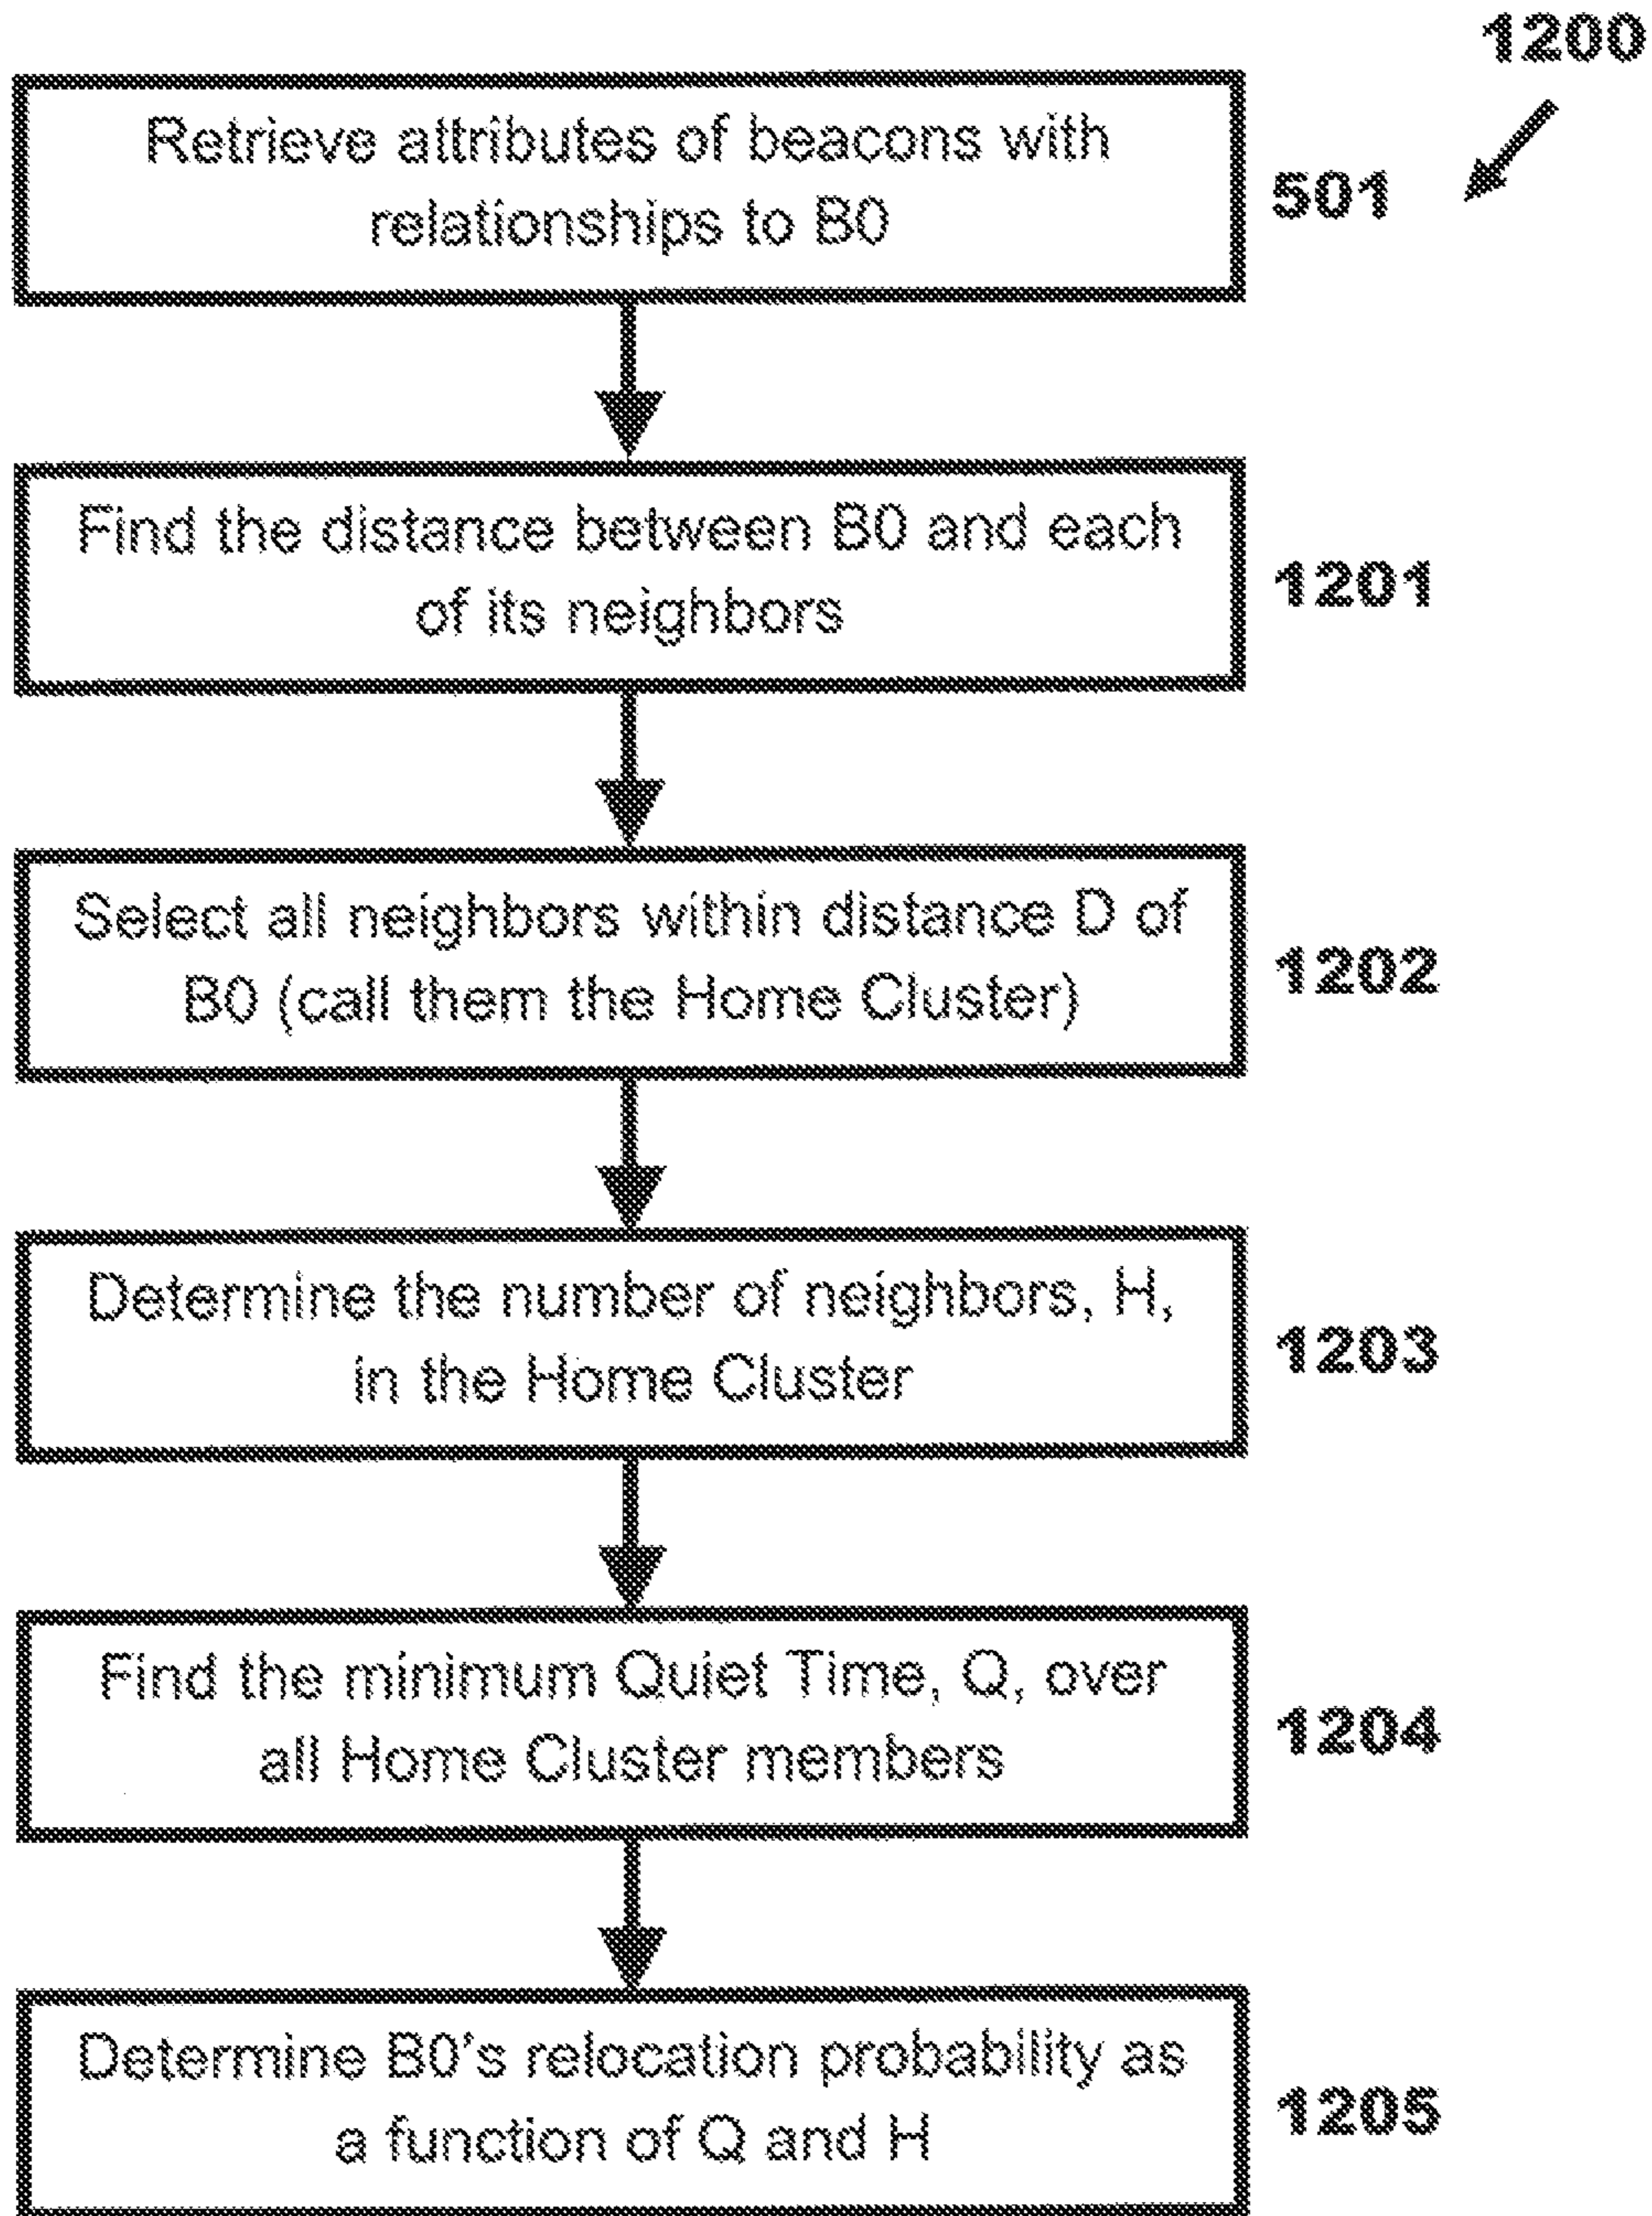 1200
Retrieve attributes of beacons with
relationships to B0
501
Find the distance between B0 and each
of its neighbors
1201
Select all neighbors within distance D of
B0 (call them the Home Cluster)
1202
Determine the number of neighbors, H,
in the Home Cluster
1203
Find the minimum Quiet Time, Q, over
all Home Cluster members
1204
Determine B0's relocation probability as
a function of Q and H
1205